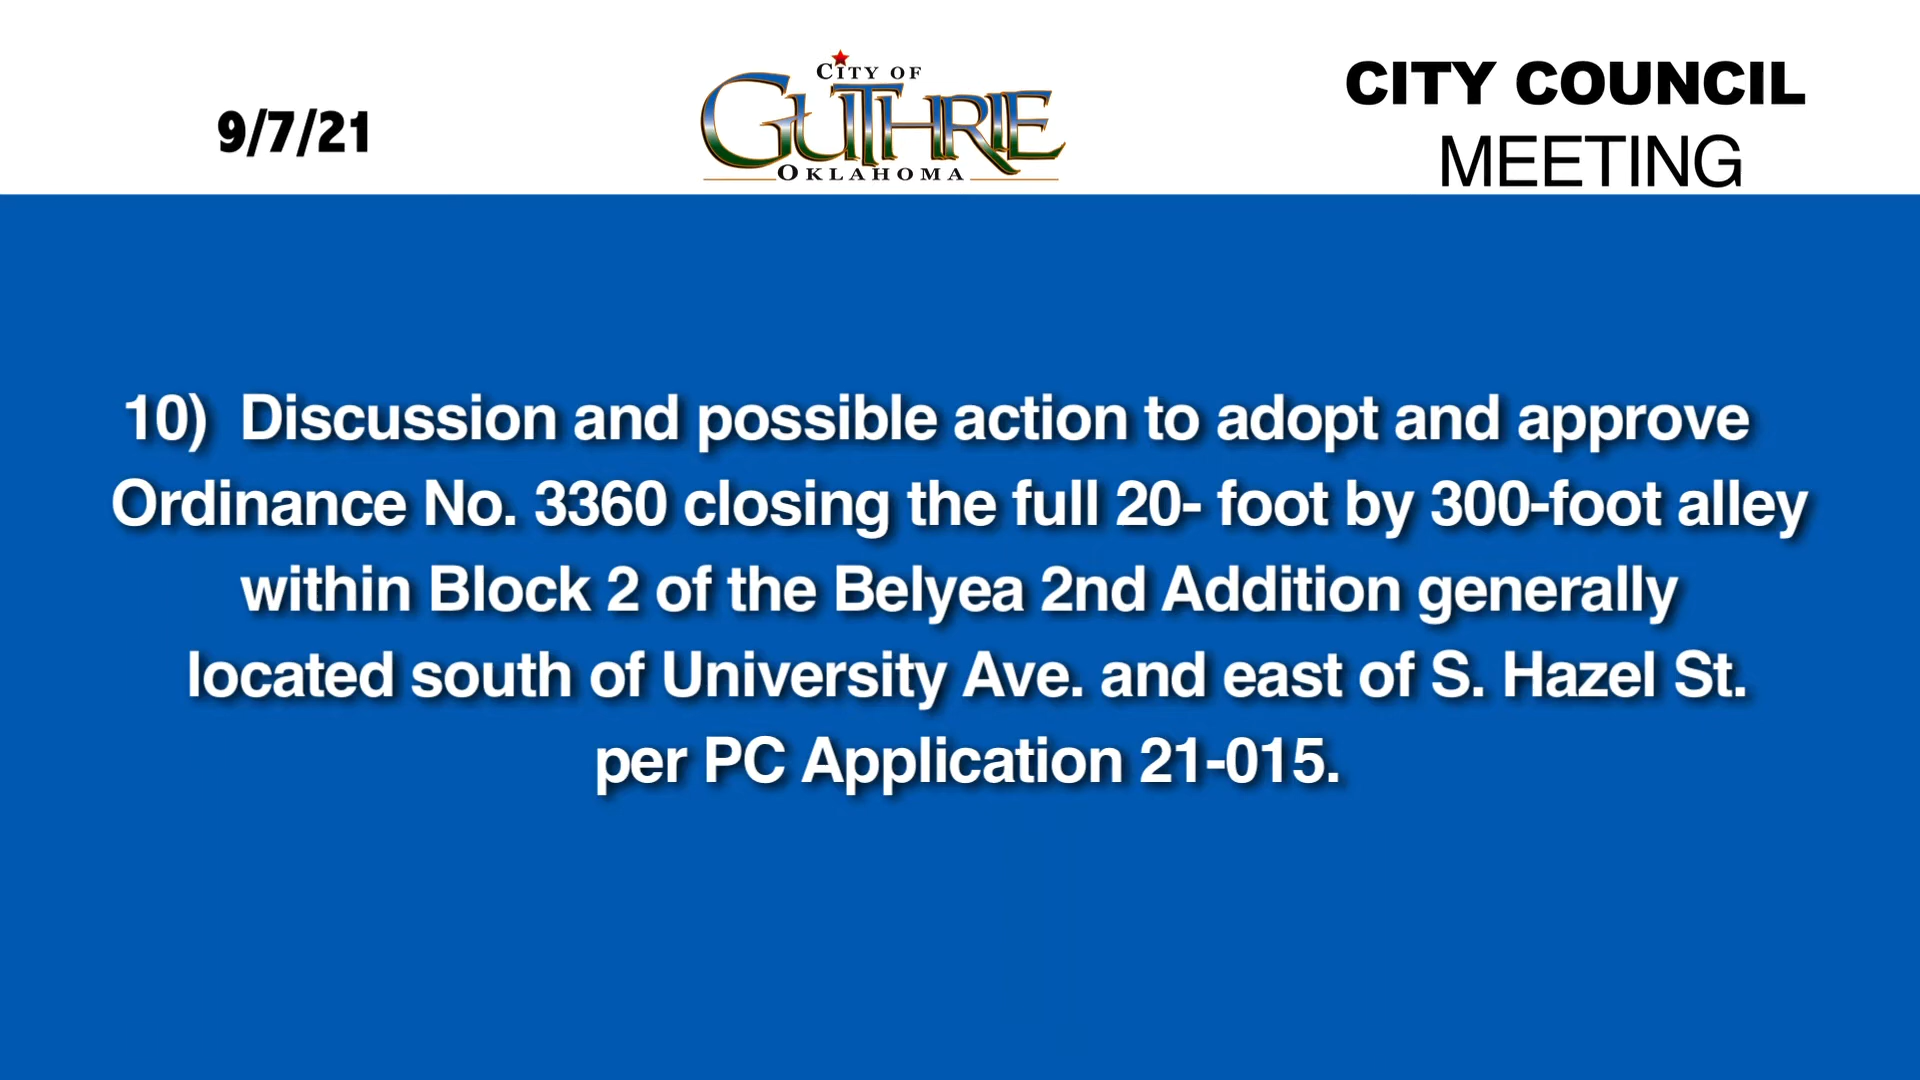 9/7/21
CITY OF
GUTHRIE
OKLAHOMA
CITY COUNCIL
MEETING
10)  Discussion and possible action to adopt and approve
Ordinance No. 3360 closing the full 20- foot by 300-foot alley
within Block 2 of the Belyea 2nd Addition generally
located south of University Ave. and east of S. Hazel St.
per PC Application 21-015.